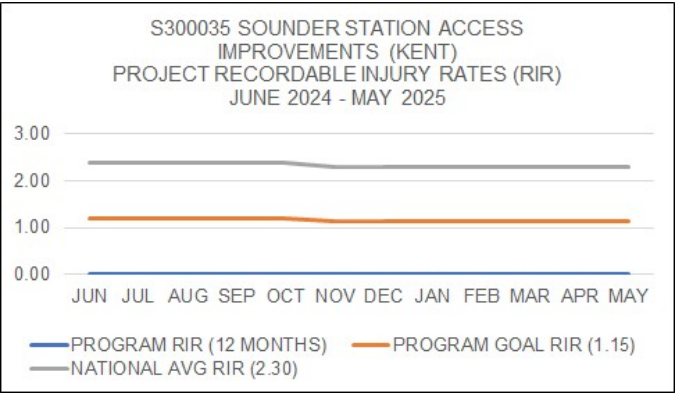 S300035 SOUNDER STATION ACCESS
IMPROVEMENTS (KENT)
PROJECT RECORDABLE INJURY RATES (RIR)
JUNE 2024 - MAY 2025
3.00
2.00
1.00
0.00
JUN JUL AUG SEP OCT NOV DEC JAN FEB MAR APR MAY
PROGRAM RIR (12 MONTHS) PROGRAM GOAL RIR (1.15)
NATIONAL AVG RIR (2.30)